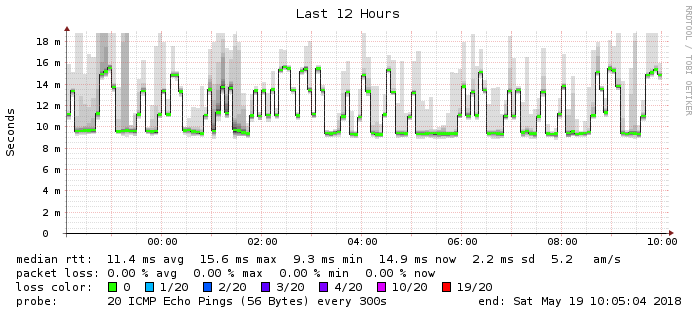 Last 12 Hours
RRDTOOL / TOBI OETIKER
Seconds
18 m
16 m
14 m
12 m
10 m
8 m
6 m
4 m
2 m
0
00:00 02:00 04:00 06:00 08:00 10:00
median rtt: 11.4 ms avg 15.6 ms max 9.3 ms min 14.9 ms now 2.2 ms sd 5.2 am/s
packet loss: 0.00 % avg 0.00 % max 0.00 % min 0.00 % now
loss color: 0 1/20 2/20 3/20 4/20 10/20 19/20
probe: 20 ICMP Echo Pings (56 Bytes) every 300s end: Sat May 19 10:05:04 2018